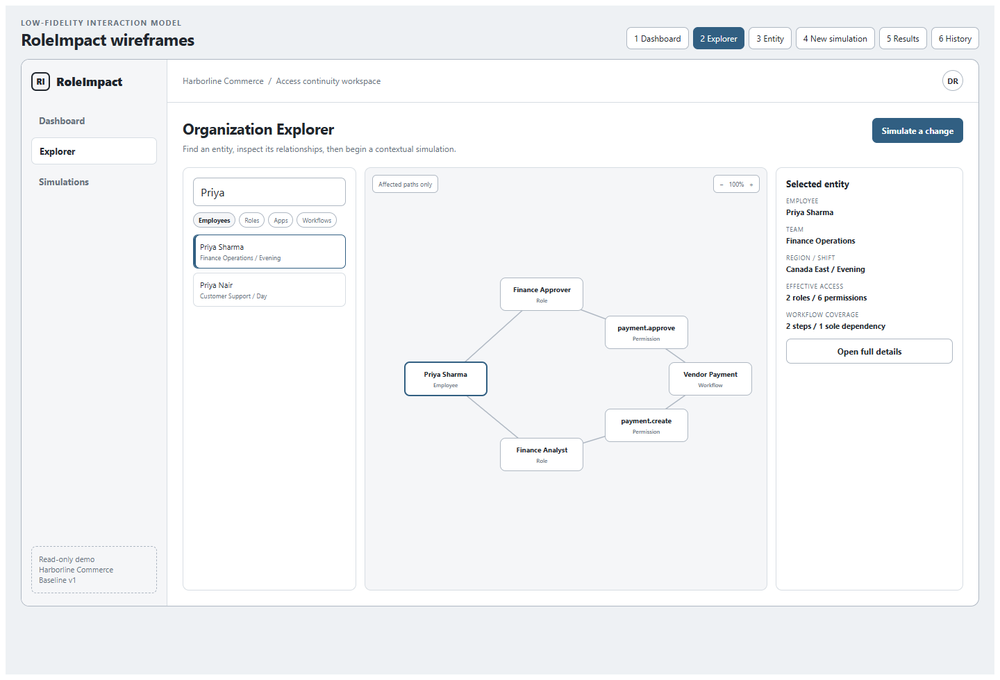 LOW-FIDELITY INTERACTION MODEL
RoleImpact wireframes
1 Dashboard
2 Explorer
3 Entity
4 New simulation
5 Results
6 History
RI RoleImpact
Dashboard
Explorer
Simulations
Read-only demo
Harborline Commerce
Baseline v1
Harborline Commerce / Access continuity workspace
DR
Organization Explorer
Find an entity, inspect its relationships, then begin a contextual simulation.
Simulate a change
Priya
Employees
Roles
Apps
Workflows
Priya Sharma
Finance Operations / Evening
Priya Nair
Customer Support / Day
Affected paths only
− 100% +
Finance Approver
Role
payment.approve
Permission
Priya Sharma
Employee
Vendor Payment
Workflow
payment.create
Permission
Finance Analyst
Role
Selected entity
EMPLOYEE
Priya Sharma
TEAM
Finance Operations
REGION / SHIFT
Canada East / Evening
EFFECTIVE ACCESS
2 roles / 6 permissions
WORKFLOW COVERAGE
2 steps / 1 sole dependency
Open full details